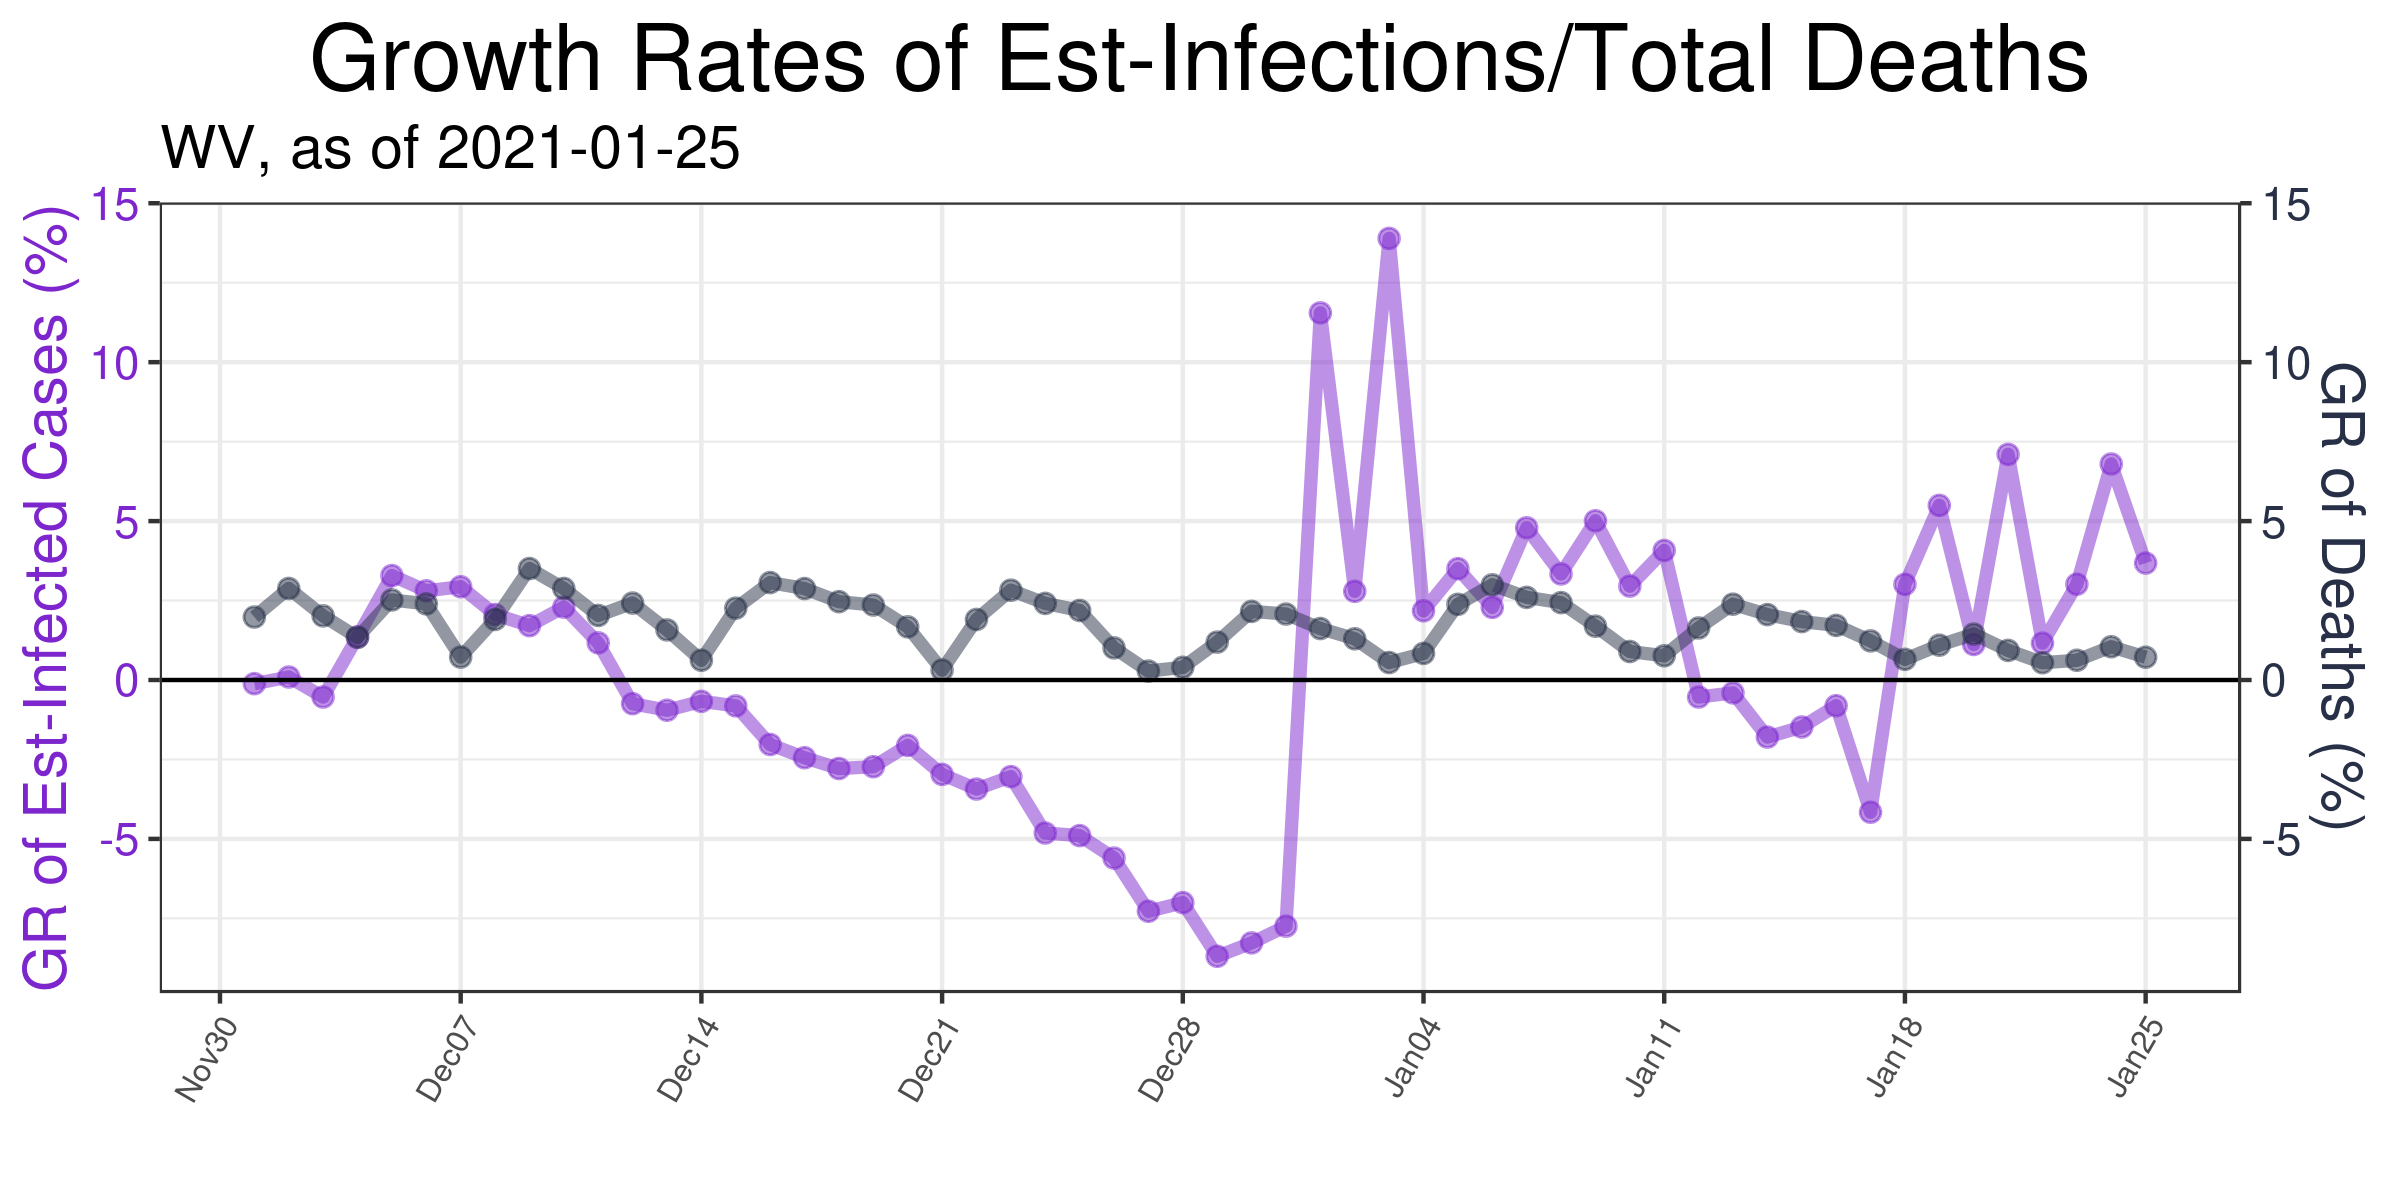 Growth Rates of Est-Infections/Total Deaths
WV, as of 2021-01-25
GR of Est-Infected Cases (%)
15
10
5
0
-5
15
10
5
0
-5
GR of Deaths (%)
Nov30
Dec07
Dec14
Dec21
Dec28
Jan04
Jan11
Jan18
Jan25